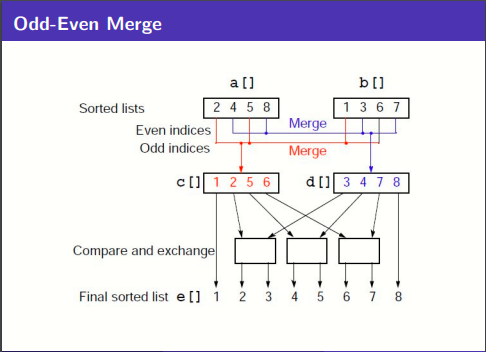 Odd-Even Merge
a[] b[]
Sorted lists 2 4 5 8 1 3 6 7
Even indices Merge
Odd indices Merge
c[] 1 2 5 6 d[] 3 4 7 8
Compare and exchange
Final sorted list e[] 1 2 3 4 5 6 7 8